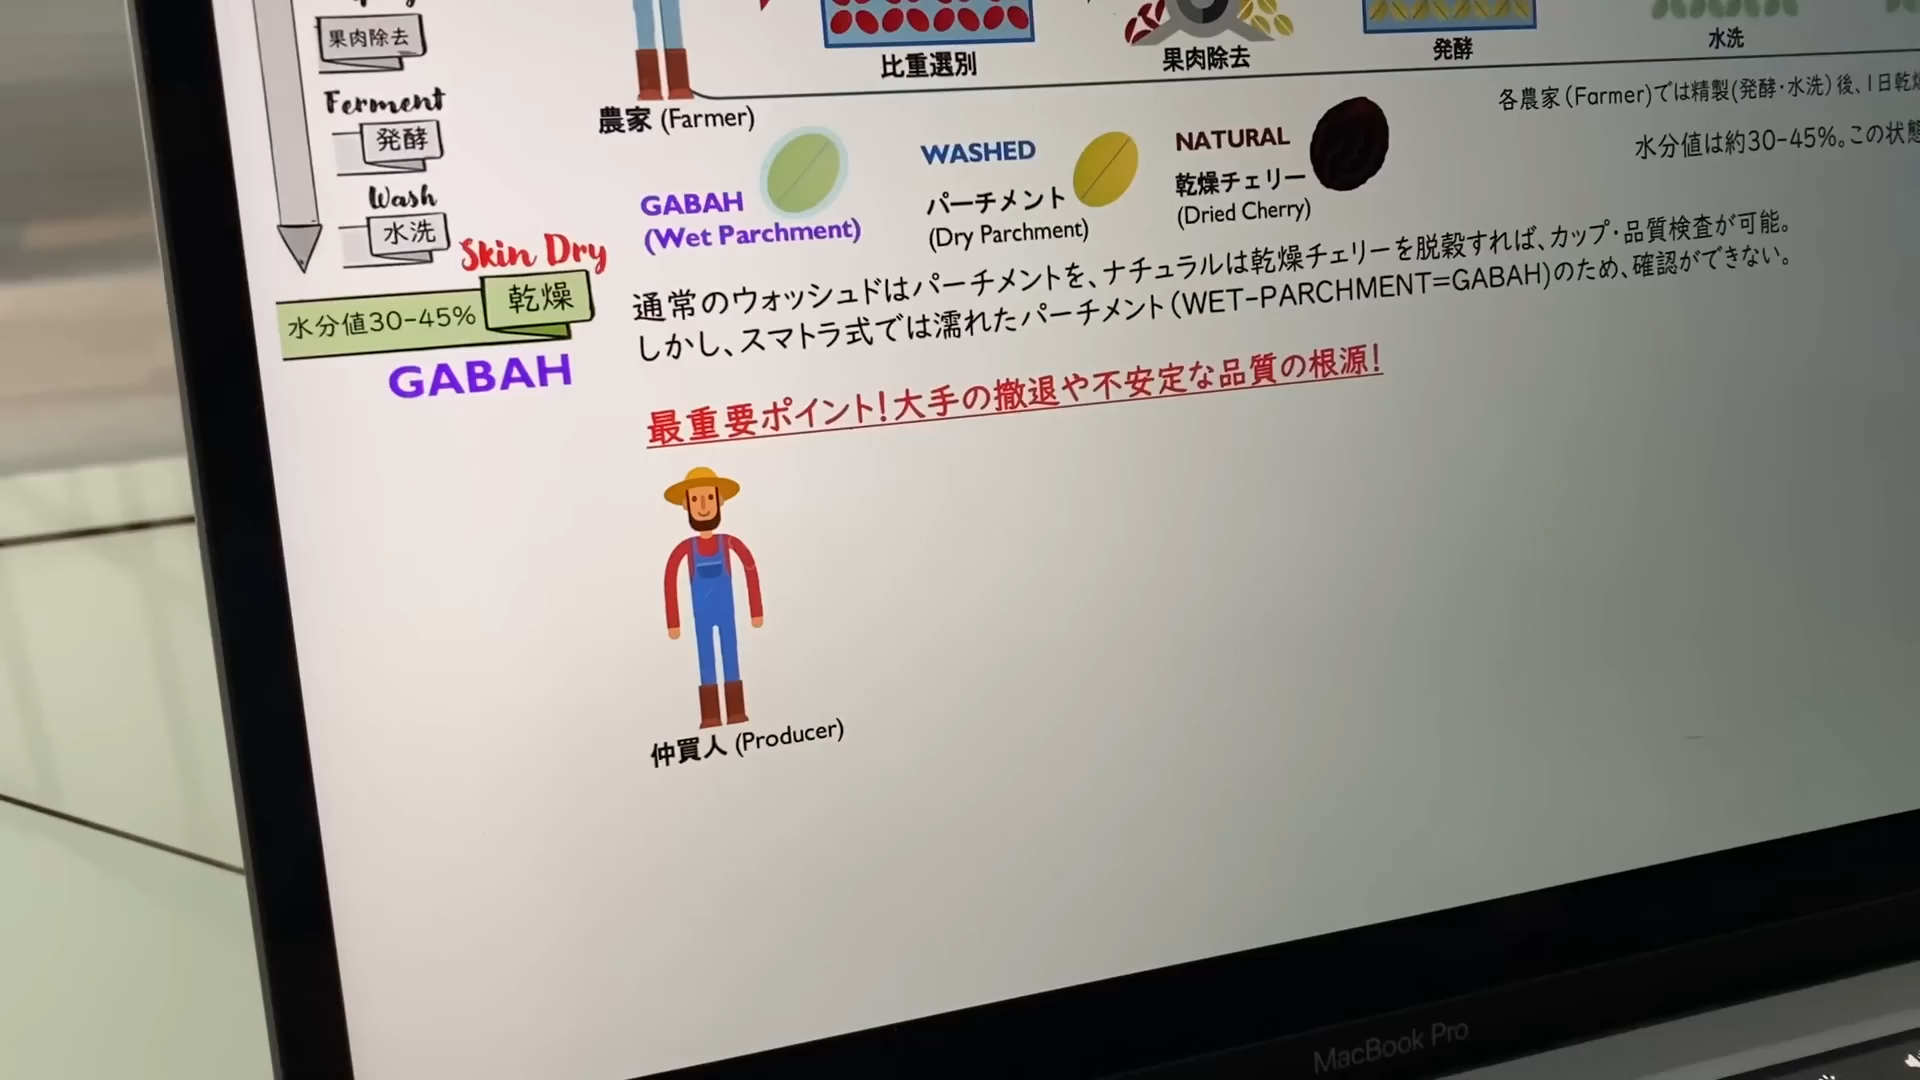 果肉除去
Ferment
発酵
Wash
水洗
Skin Dry
水分値30-45%
乾燥
GABAH
比重選別
果肉除去
発酵
水洗
農家 (Farmer)
各農家(Farmer)では精製(発酵・水洗)後、1日乾燥
水分値は約30-45%。この状態
GABAH
(Wet Parchment)
WASHED
パーチメント
(Dry Parchment)
NATURAL
乾燥チェリー
(Dried Cherry)
通常のウォッシュドはパーチメントを、ナチュラルは乾燥チェリーを脱穀すれば、カップ・品質検査が可能。
しかし、スマトラ式では濡れたパーチメント(WET-PARCHMENT=GABAH)のため、確認ができない。
最重要ポイント!大手の撤退や不安定な品質の根源!
仲買人 (Producer)
MacBook Pro